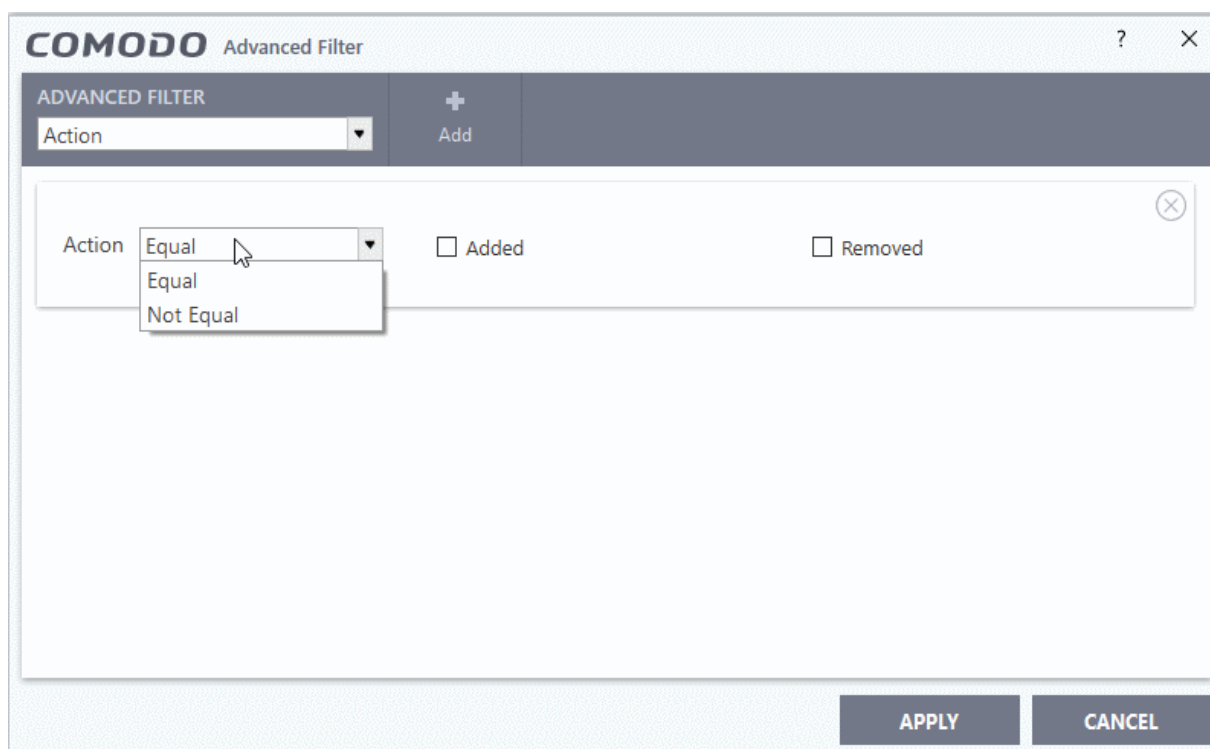 COMODO Advanced Filter ?
ADVANCED FILTER
Action
Add
Action Equal Added Removed
Equal
Not Equal
APPLY CANCEL